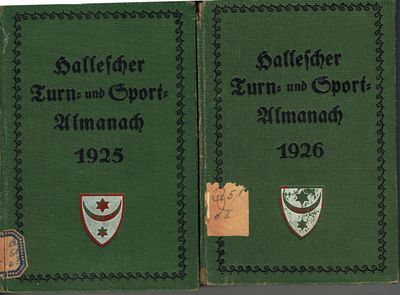 Hallescher
Turn- und Sport-
Almanach
1925
Hallescher
Turn- und Sport-
Almanach
1926